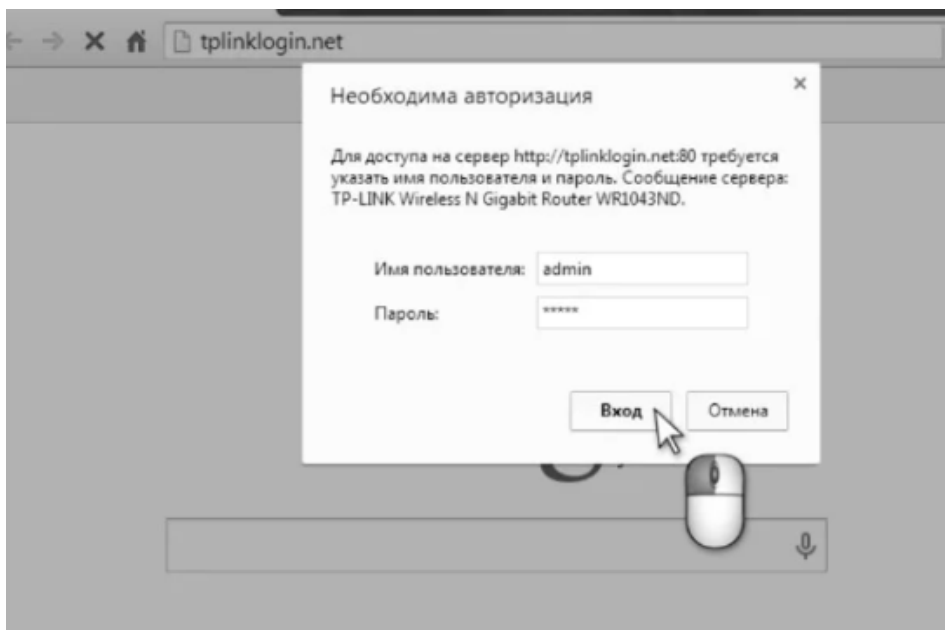 tplinklogin.net
Необходима авторизация
Для доступа на сервер http://tplinklogin.net:80 требуется
указать имя пользователя и пароль. Сообщение сервера:
TP-LINK Wireless N Gigabit Router WR1043ND.
Имя пользователя: admin
Пароль: *****
Вход Отмена